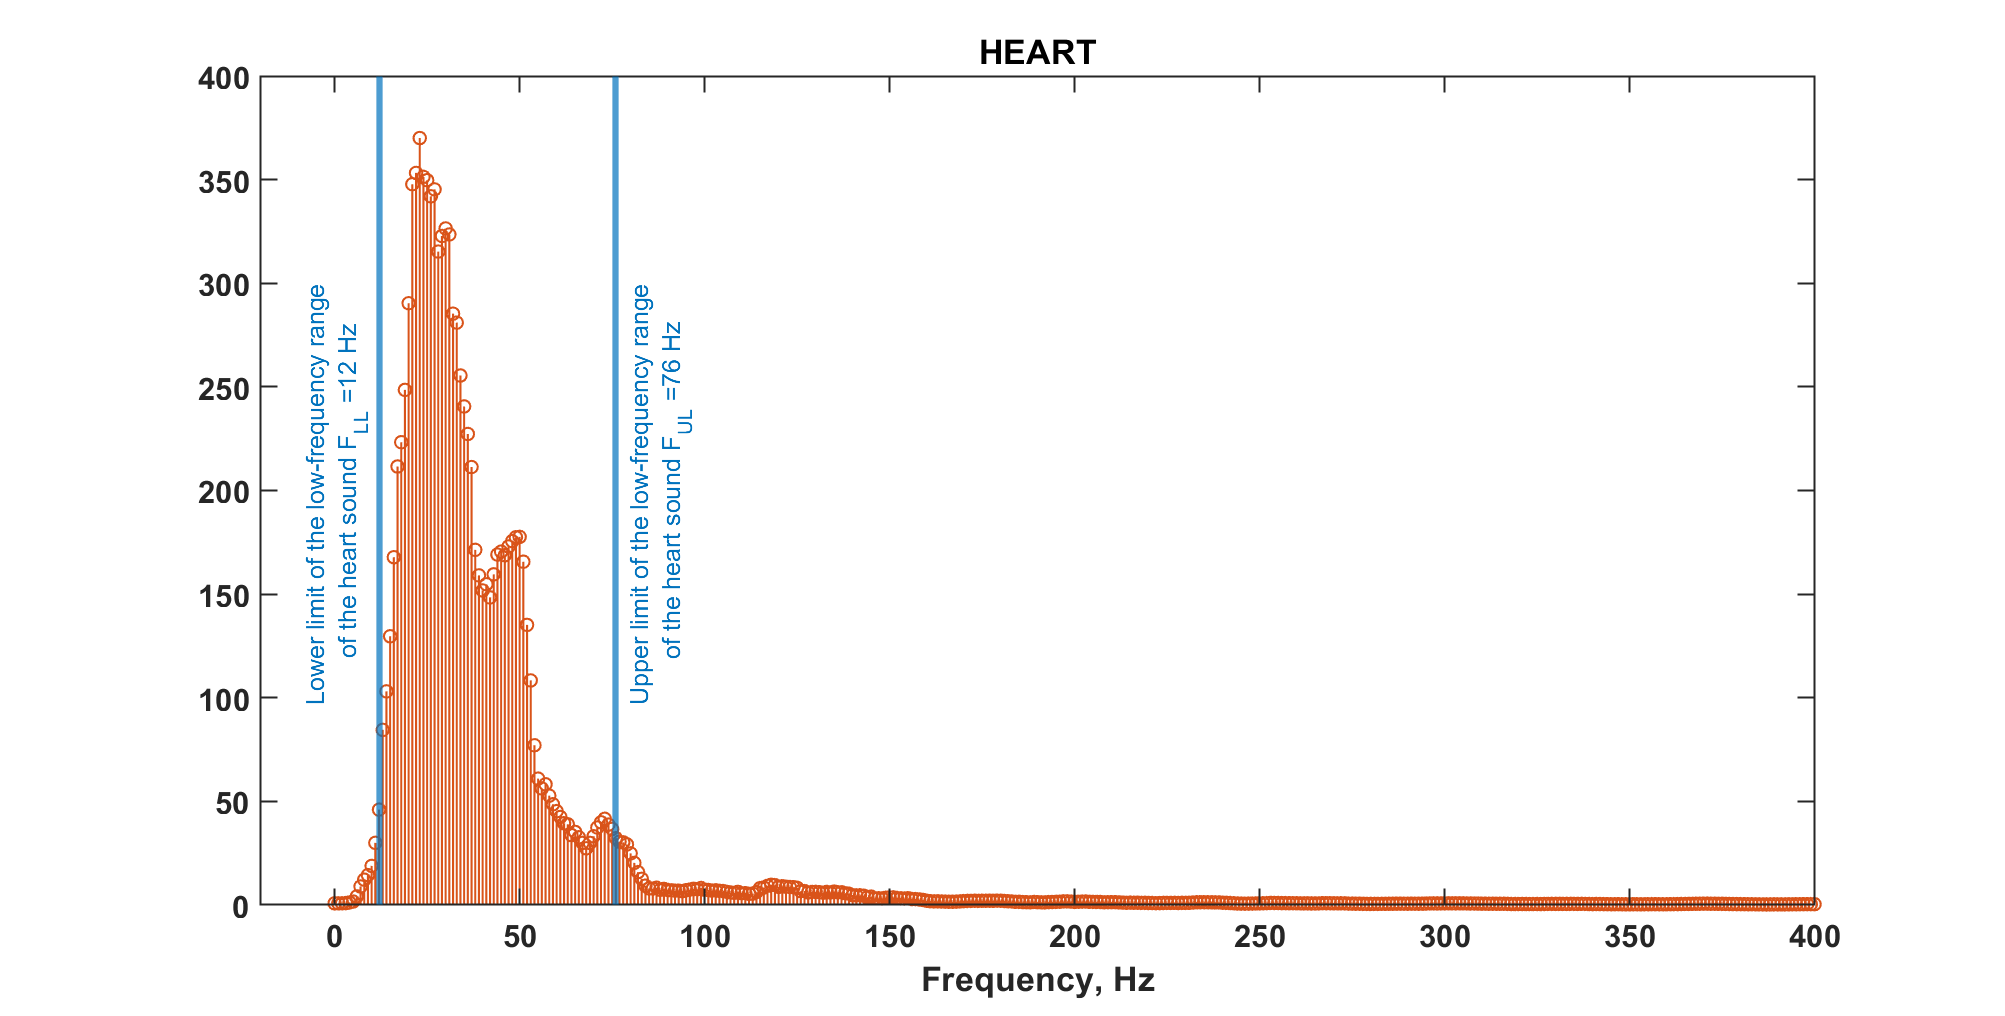 HEART
400
350
300
250
200
150
100
50
0
Lower limit of the low-frequency range
of the heart sound F_LL =12 Hz
Upper limit of the low-frequency range
of the heart sound F_UL =76 Hz
0 50 100 150 200 250 300 350 400
Frequency, Hz